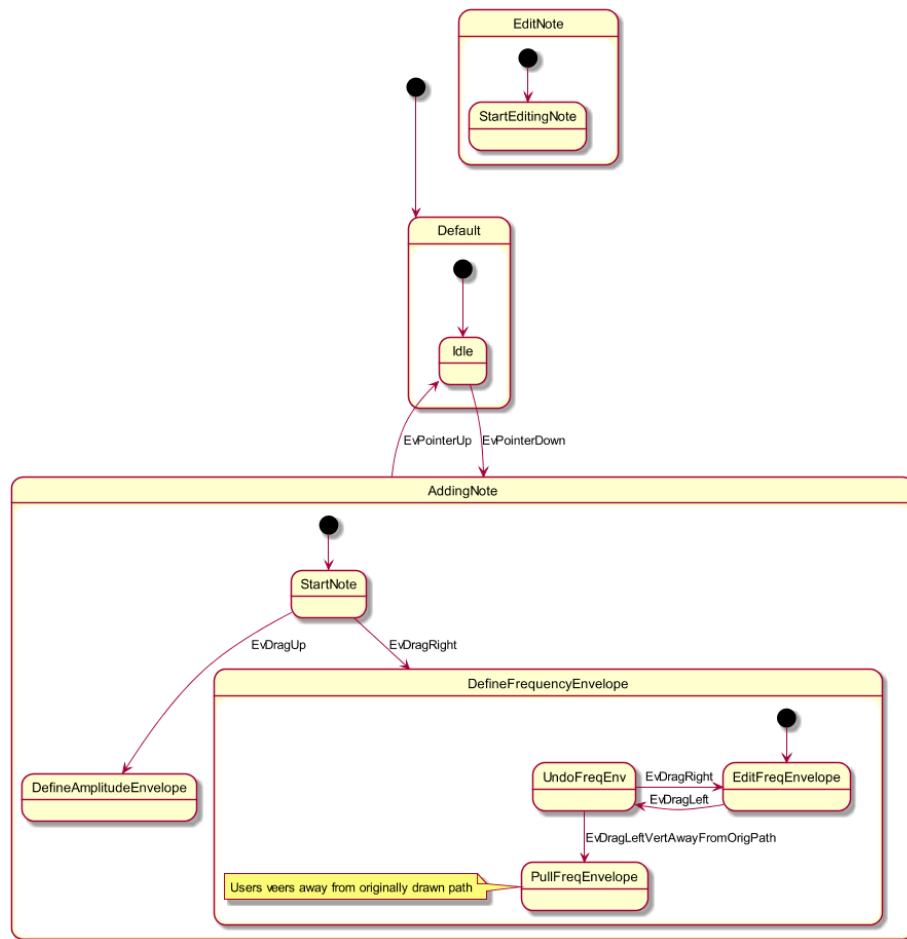 EditNote
StartEditingNote
Default
Idle
EvPointerUp
EvPointerDown
AddingNote
StartNote
EvDragUp
EvDragRight
DefineFrequencyEnvelope
DefineAmplitudeEnvelope
UndoFreqEnv
EvDragRight
EditFreqEnvelope
EvDragLeft
EvDragLeftVertAwayFromOrigPath
Users veers away from originally drawn path
PullFreqEnvelope